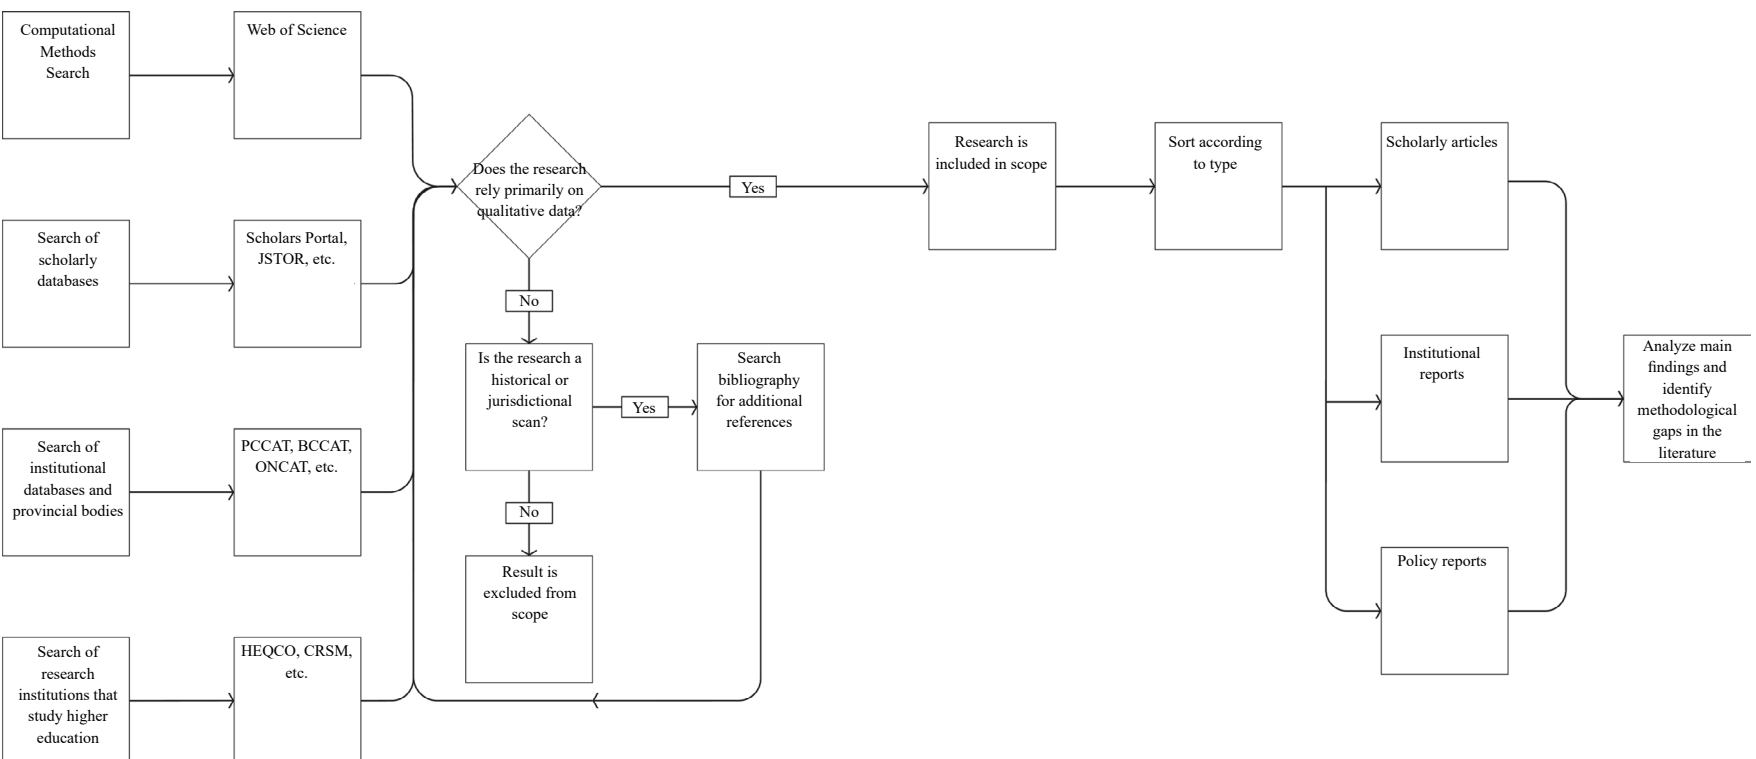 Computational
Methods
Search
Web of Science
Search of
scholarly
databases
Scholars Portal,
JSTOR, etc.
Search of
institutional
databases and
provincial bodies
PCCAT, BCCAT,
ONCAT, etc.
Search of
research
institutions that
study higher
education
HEQCO, CRSM,
etc.
Does the research
rely primarily on
qualitative data?
Yes
No
Is the research a
historical or
jurisdictional
scan?
Yes
Search
bibliography
for additional
references
No
Result is
excluded from
scope
Research is
included in scope
Sort according
to type
Scholarly articles
Institutional
reports
Policy reports
Analyze main
findings and
identify
methodological
gaps in the
literature